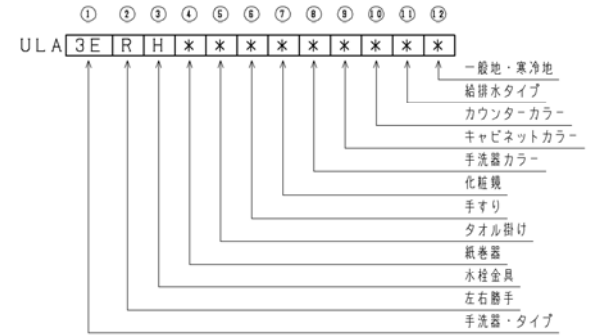 ① ② ③ ④ ⑤ ⑥ ⑦ ⑧ ⑨ ⑩ ⑪ ⑫
ULA 3E R H * * * * * * * * *
一般地・寒冷地
給排水タイプ
カウンターカラー
キャビネットカラー
手洗器カラー
化粧鏡
手すり
タオル掛け
紙巻器
水栓金具
左右勝手
手洗器・タイプ